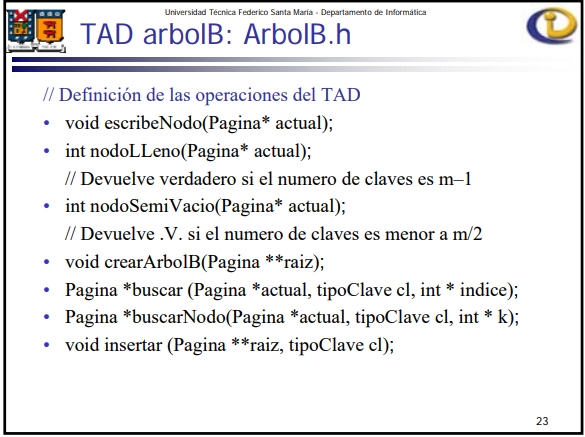 Universidad Técnica Federico Santa María - Departamento de Informática
TAD arbolB: ArbolB.h
// Definición de las operaciones del TAD
• void escribeNodo(Pagina* actual);
• int nodoLLeno(Pagina* actual);
// Devuelve verdadero si el numero de claves es m–1
• int nodoSemiVacio(Pagina* actual);
// Devuelve .V. si el numero de claves es menor a m/2
• void crearArbolB(Pagina **raiz);
• Pagina *buscar (Pagina *actual, tipoClave cl, int * indice);
• Pagina *buscarNodo(Pagina *actual, tipoClave cl, int * k);
• void insertar (Pagina **raiz, tipoClave cl);
23